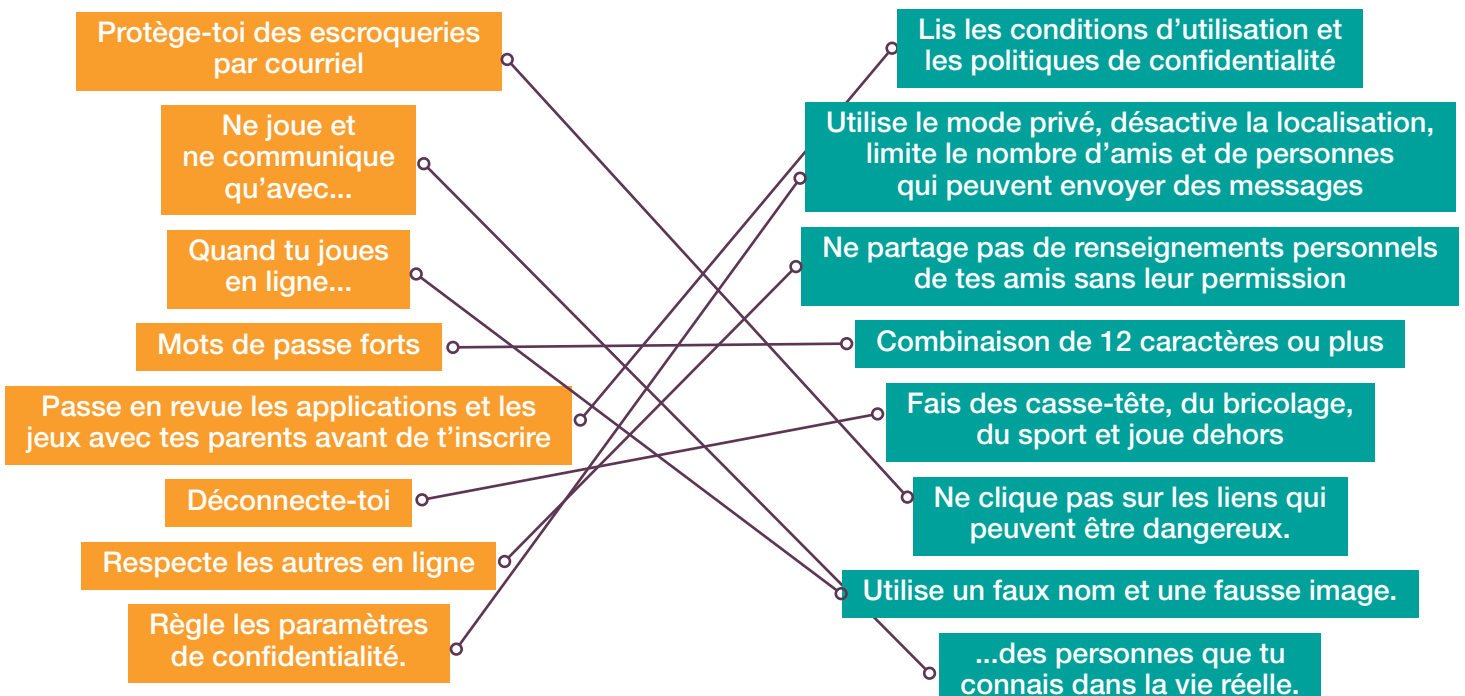 Protège-toi des escroqueries
par courriel
Ne joue et
ne communique
qu'avec...
Quand tu joues
en ligne...
Mots de passe forts
Passe en revue les applications et les
jeux avec tes parents avant de t'inscrire
Déconnecte-toi
Respecte les autres en ligne
Règle les paramètres
de confidentialité.
Lis les conditions d'utilisation et
les politiques de confidentialité
Utilise le mode privé, désactive la localisation,
limite le nombre d'amis et de personnes
qui peuvent envoyer des messages
Ne partage pas de renseignements personnels
de tes amis sans leur permission
Combinaison de 12 caractères ou plus
Fais des casse-tête, du bricolage,
du sport et joue dehors
Ne clique pas sur les liens qui
peuvent être dangereux.
Utilise un faux nom et une fausse image.
...des personnes que tu
connais dans la vie réelle.